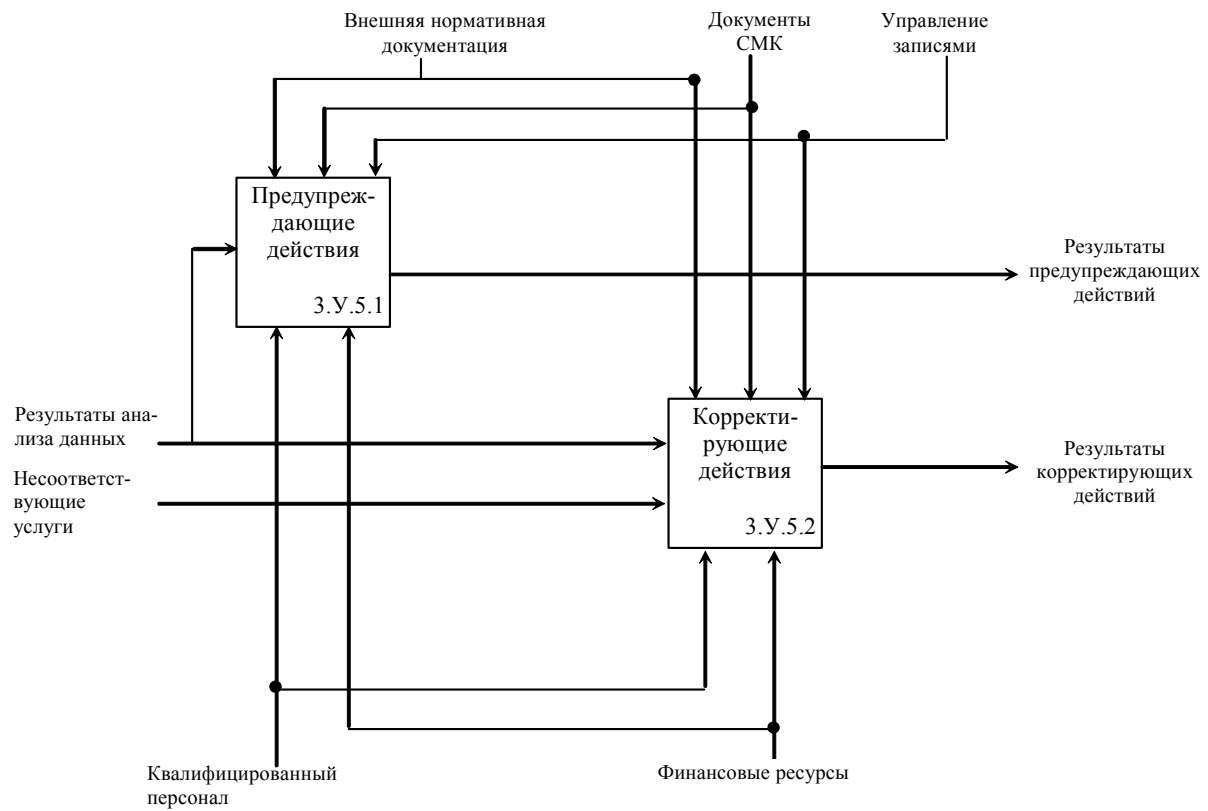 Внешняя нормативная
документация
Документы
СМК
Управление
записями
Предупреж-
дающие
действия
3.У.5.1
Результаты
предупреждающих
действий
Результаты ана-
лиза данных
Несоответст-
вующие
услуги
Корректи-
рующие
действия
3.У.5.2
Результаты
корректирующих
действий
Квалифицированный
персонал
Финансовые ресурсы